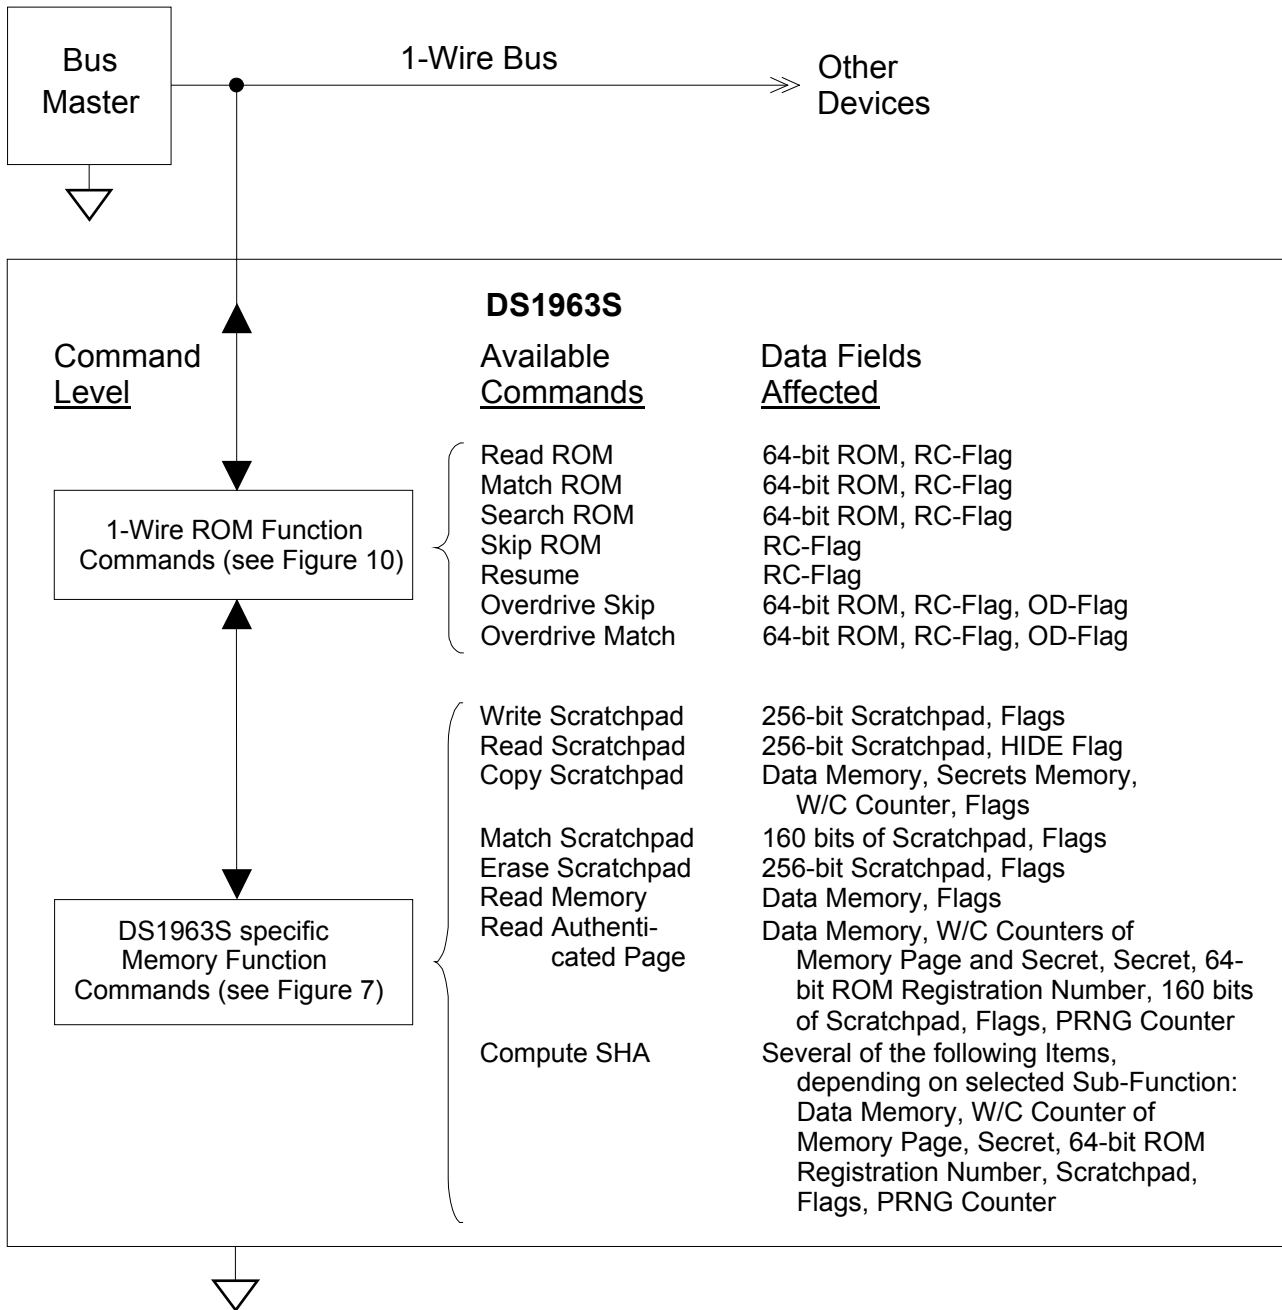 Bus
Master
1-Wire Bus
Other
Devices
DS1963S
Command
Level
Available
Commands
Data Fields
Affected
1-Wire ROM Function
Commands (see Figure 10)
Read ROM 64-bit ROM, RC-Flag
Match ROM 64-bit ROM, RC-Flag
Search ROM 64-bit ROM, RC-Flag
Skip ROM RC-Flag
Resume RC-Flag
Overdrive Skip 64-bit ROM, RC-Flag, OD-Flag
Overdrive Match 64-bit ROM, RC-Flag, OD-Flag
DS1963S specific
Memory Function
Commands (see Figure 7)
Write Scratchpad 256-bit Scratchpad, Flags
Read Scratchpad 256-bit Scratchpad, HIDE Flag
Copy Scratchpad Data Memory, Secrets Memory,
W/C Counter, Flags
Match Scratchpad 160 bits of Scratchpad, Flags
Erase Scratchpad 256-bit Scratchpad, Flags
Read Memory Data Memory, Flags
Read Authenti- Data Memory, W/C Counters of
cated Page Memory Page and Secret, Secret, 64-
bit ROM Registration Number, 160 bits
of Scratchpad, Flags, PRNG Counter
Compute SHA Several of the following Items,
depending on selected Sub-Function:
Data Memory, W/C Counter of
Memory Page, Secret, 64-bit ROM
Registration Number, Scratchpad,
Flags, PRNG Counter